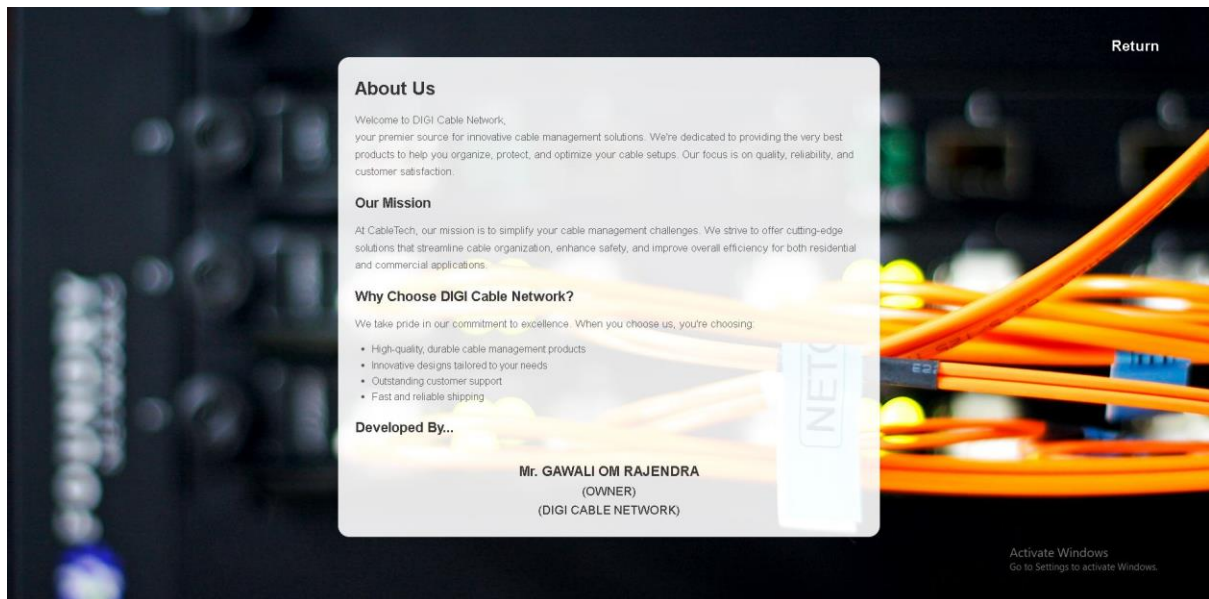 Return
About Us
Welcome to DIGI Cable Network,
your premier source for innovative cable management solutions. We're dedicated to providing the very best
products to help you organize, protect, and optimize your cable setups. Our focus is on quality, reliability, and
customer satisfaction.
Our Mission
At CableTech, our mission is to simplify your cable management challenges. We strive to offer cutting-edge
solutions that streamline cable organization, enhance safety, and improve overall efficiency for both residential
and commercial applications.
Why Choose DIGI Cable Network?
We take pride in our commitment to excellence. When you choose us, you're choosing:
• High-quality, durable cable management products
• Innovative designs tailored to your needs
• Outstanding customer support
• Fast and reliable shipping
Developed By...
Mr. GAWALI OM RAJENDRA
(OWNER)
(DIGI CABLE NETWORK)
Activate Windows
Go to Settings to activate Windows.